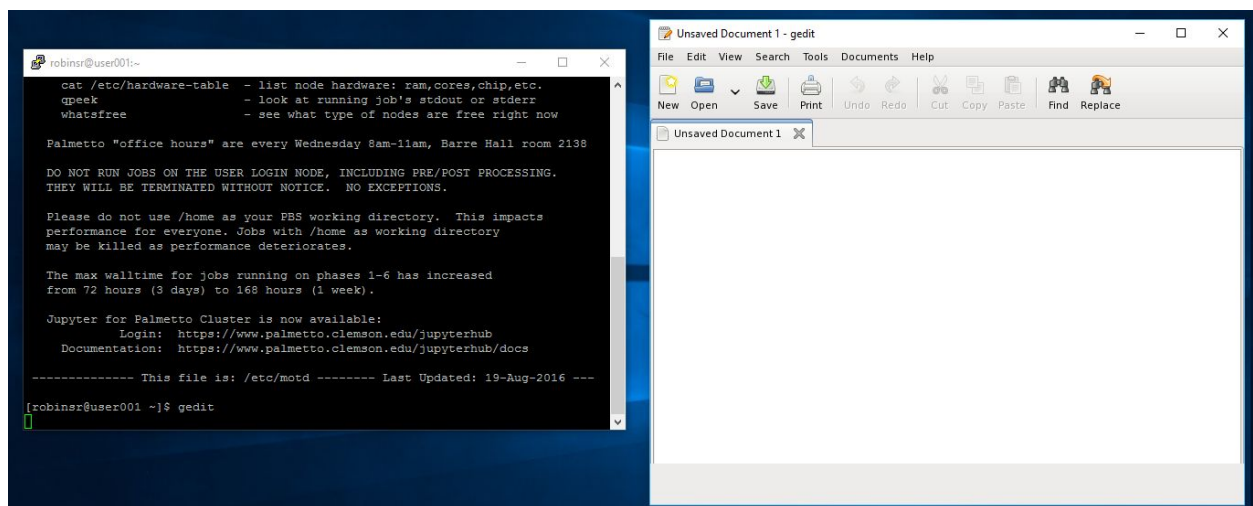 robinsr@user001:~
cat /etc/hardware-table - list node hardware: ram,cores,chip,etc.
qpeek - look at running job's stdout or stderr
whatsfree - see what type of nodes are free right now
Palmetto "office hours" are every Wednesday 8am-11am, Barre Hall room 2138
DO NOT RUN JOBS ON THE USER LOGIN NODE, INCLUDING PRE/POST PROCESSING.
THEY WILL BE TERMINATED WITHOUT NOTICE. NO EXCEPTIONS.
Please do not use /home as your PBS working directory. This impacts
performance for everyone. Jobs with /home as working directory
may be killed as performance deteriorates.
The max walltime for jobs running on phases 1-6 has increased
from 72 hours (3 days) to 168 hours (1 week).
Jupyter for Palmetto Cluster is now available:
Login: https://www.palmetto.clemson.edu/jupyterhub
Documentation: https://www.palmetto.clemson.edu/jupyterhub/docs
-------------- This file is: /etc/motd -------- Last Updated: 19-Aug-2016 ---
[robinsr@user001 ~]$ gedit
Unsaved Document 1 - gedit
File Edit View Search Tools Documents Help
New Open Save Print Undo Redo Cut Copy Paste Find Replace
Unsaved Document 1